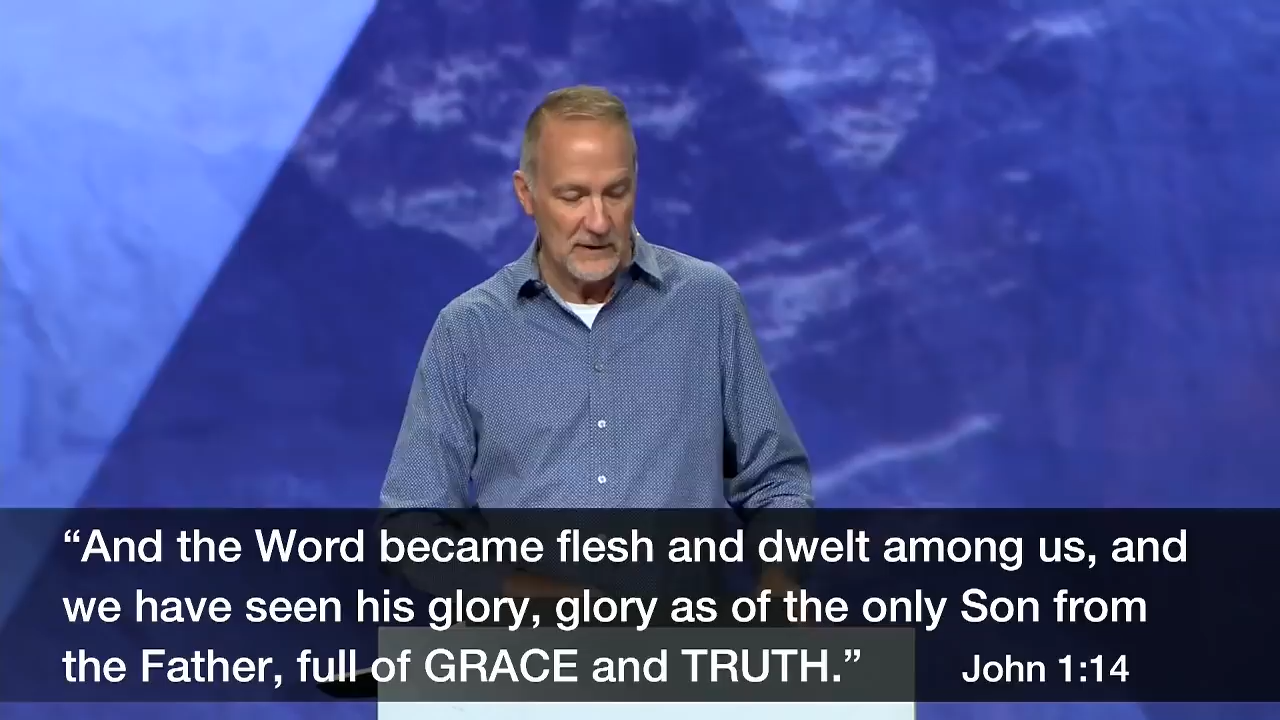 “And the Word became flesh and dwelt among us, and
we have seen his glory, glory as of the only Son from
the Father, full of GRACE and TRUTH.” John 1:14